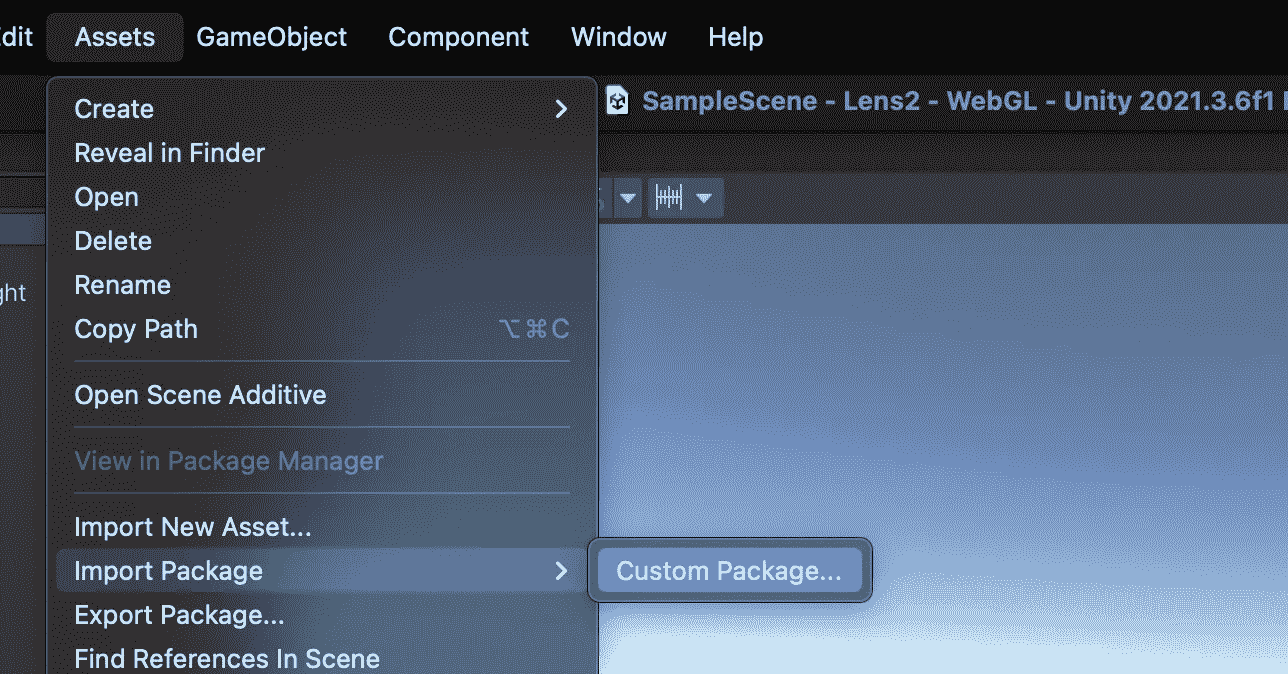 Assets GameObject Component Window Help
SampleScene - Lens2 - WebGL - Unity 2021.3.6f1
Create
Reveal in Finder
Open
Delete
Rename
Copy Path ⌥⌘C
Open Scene Additive
View in Package Manager
Import New Asset...
Import Package
Custom Package...
Export Package...
Find References In Scene